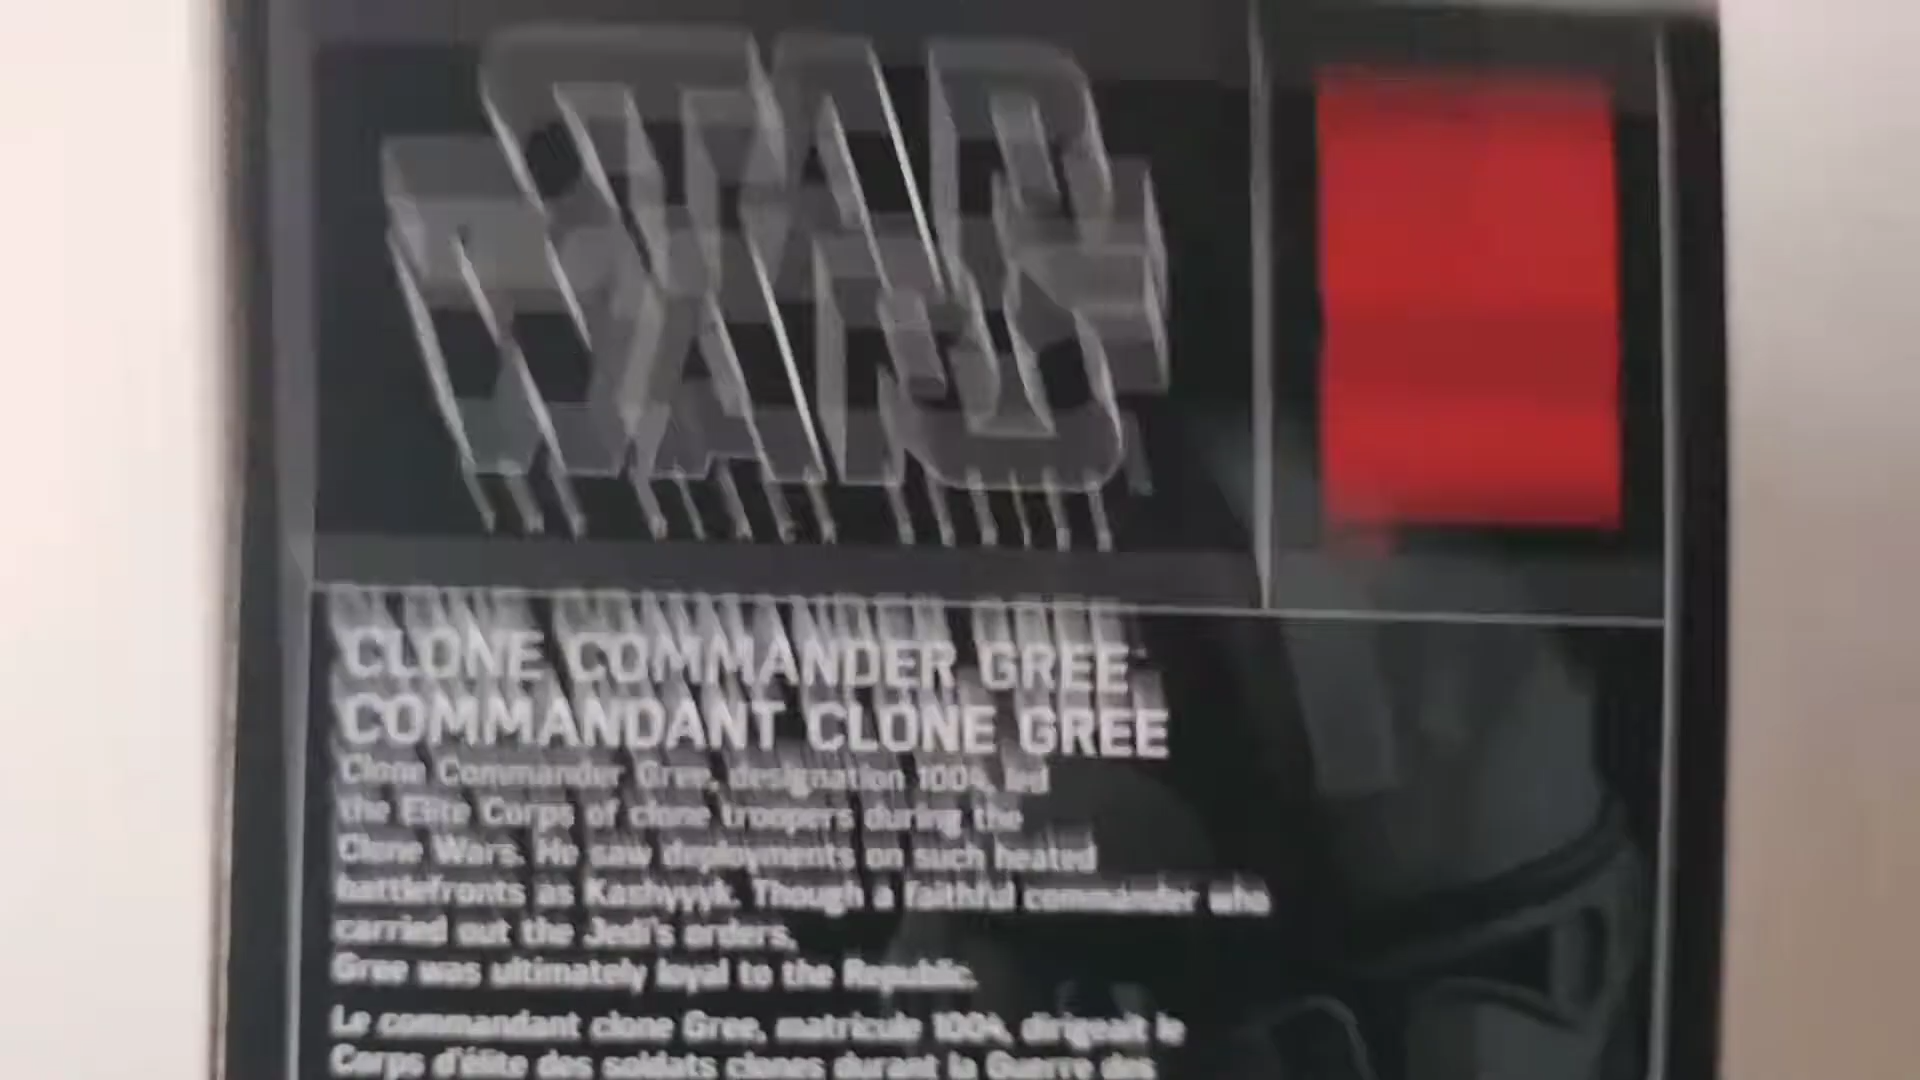 STAR
WARS
CLONE COMMANDER GREE
COMMANDANT CLONE GREE
Clone Commander Gree, designation 1004, led
the Elite Corps of clone troopers during the
Clone Wars. He saw deployments on such heated
battlefronts as Kashyyyk. Though a faithful commander who
carried out the Jedi's orders,
Gree was ultimately loyal to the Republic.
Le commandant clone Gree, matricule 1004, dirigeait le
Corps d'élite des soldats clones durant la Guerre des